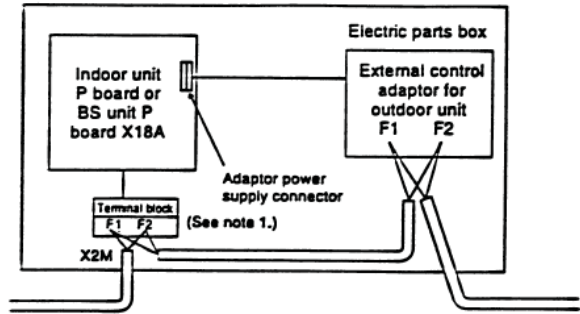 Electric parts box
Indoor unit
P board or
BS unit P
board X18A
External control
adaptor for
outdoor unit
F1 F2
Adaptor power
supply connector
Terminal block
F1 F2
(See note 1.)
X2M